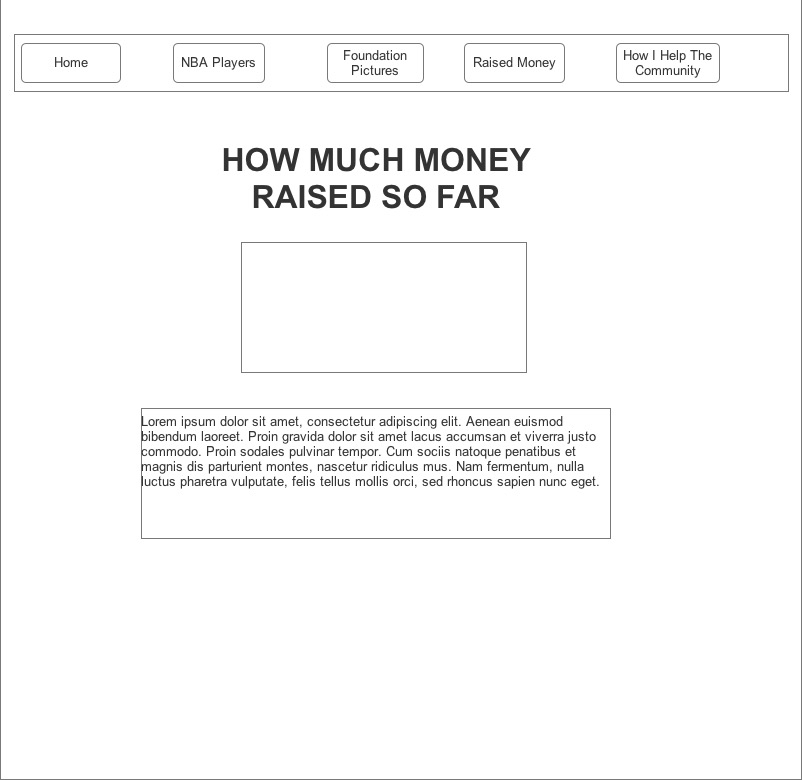 Home
NBA Players
Foundation
Pictures
Raised Money
How I Help The
Community
HOW MUCH MONEY
RAISED SO FAR
Lorem ipsum dolor sit amet, consectetur adipiscing elit. Aenean euismod
bibendum laoreet. Proin gravida dolor sit amet lacus accumsan et viverra justo
commodo. Proin sodales pulvinar tempor. Cum sociis natoque penatibus et
magnis dis parturient montes, nascetur ridiculus mus. Nam fermentum, nulla
luctus pharetra vulputate, felis tellus mollis orci, sed rhoncus sapien nunc eget.